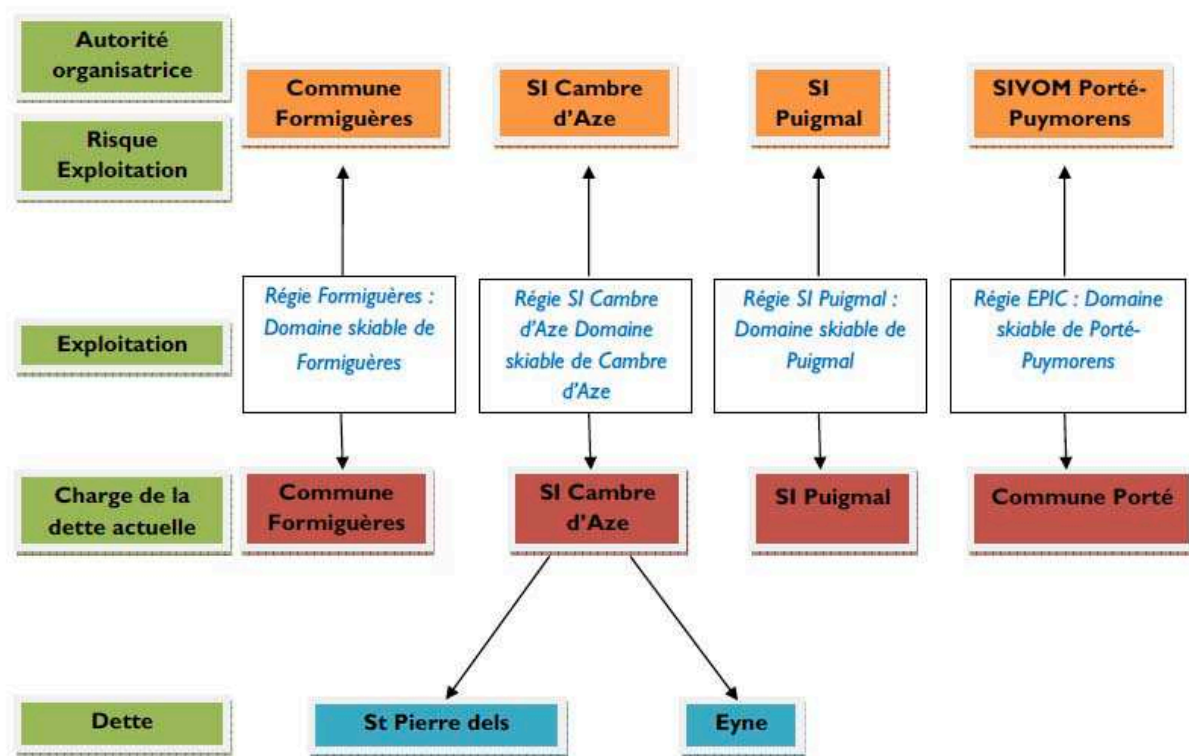 Autorité
organisatrice
Commune
Formiguères
SI Cambre
d'Aze
SI
Puigmal
SIVOM Porté-
Puymorens
Risque
Exploitation
Exploitation
Régie Formiguères :
Domaine skiable de
Formiguères
Régie SI Cambre
d'Aze Domaine
skiable de Cambre
d'Aze
Régie SI Puigmal :
Domaine skiable de
Puigmal
Régie EPIC : Domaine
skiable de Porté-
Puymorens
Charge de la
dette actuelle
Commune
Formiguères
SI Cambre
d'Aze
SI Puigmal
Commune Porté
Dette
St Pierre dels
Eyne